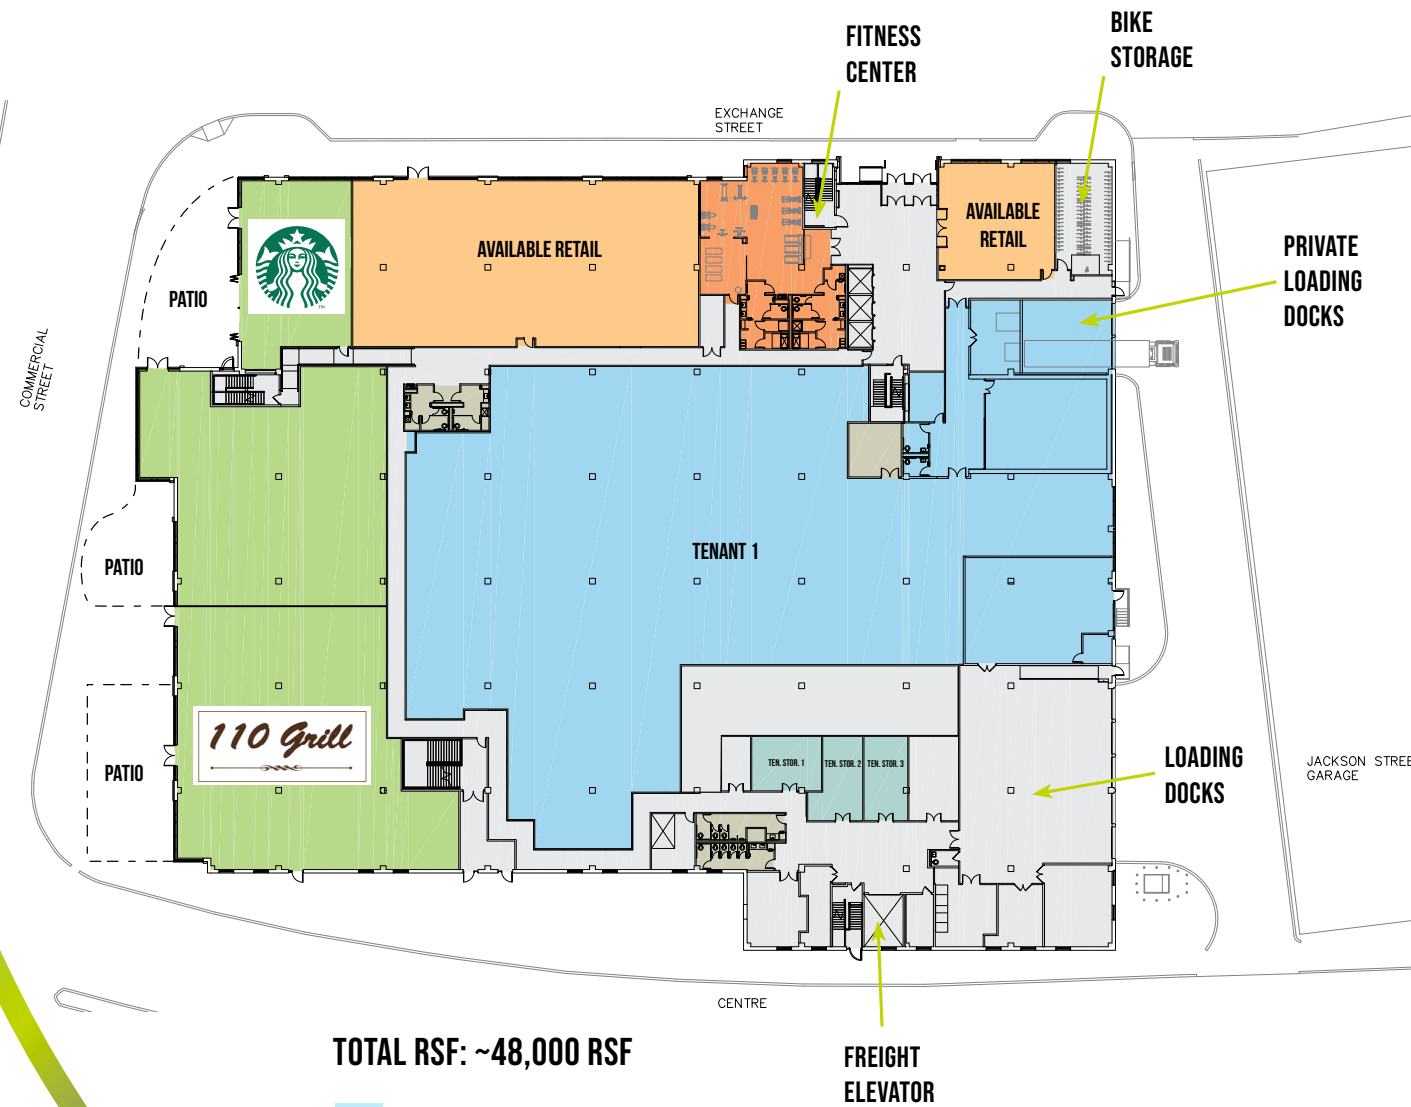 BIKE
STORAGE
FITNESS
CENTER
EXCHANGE
STREET
AVAILABLE
RETAIL
AVAILABLE RETAIL
PRIVATE
LOADING
DOCKS
PATIO
COMMERCIAL
STREET
TENANT 1
PATIO
110 Grill
PATIO
TEN. STOR. 1
TEN. STOR. 2
TEN. STOR. 3
LOADING
DOCKS
JACKSON STREE
GARAGE
CENTRE
TOTAL RSF: ~48,000 RSF
FREIGHT
ELEVATOR